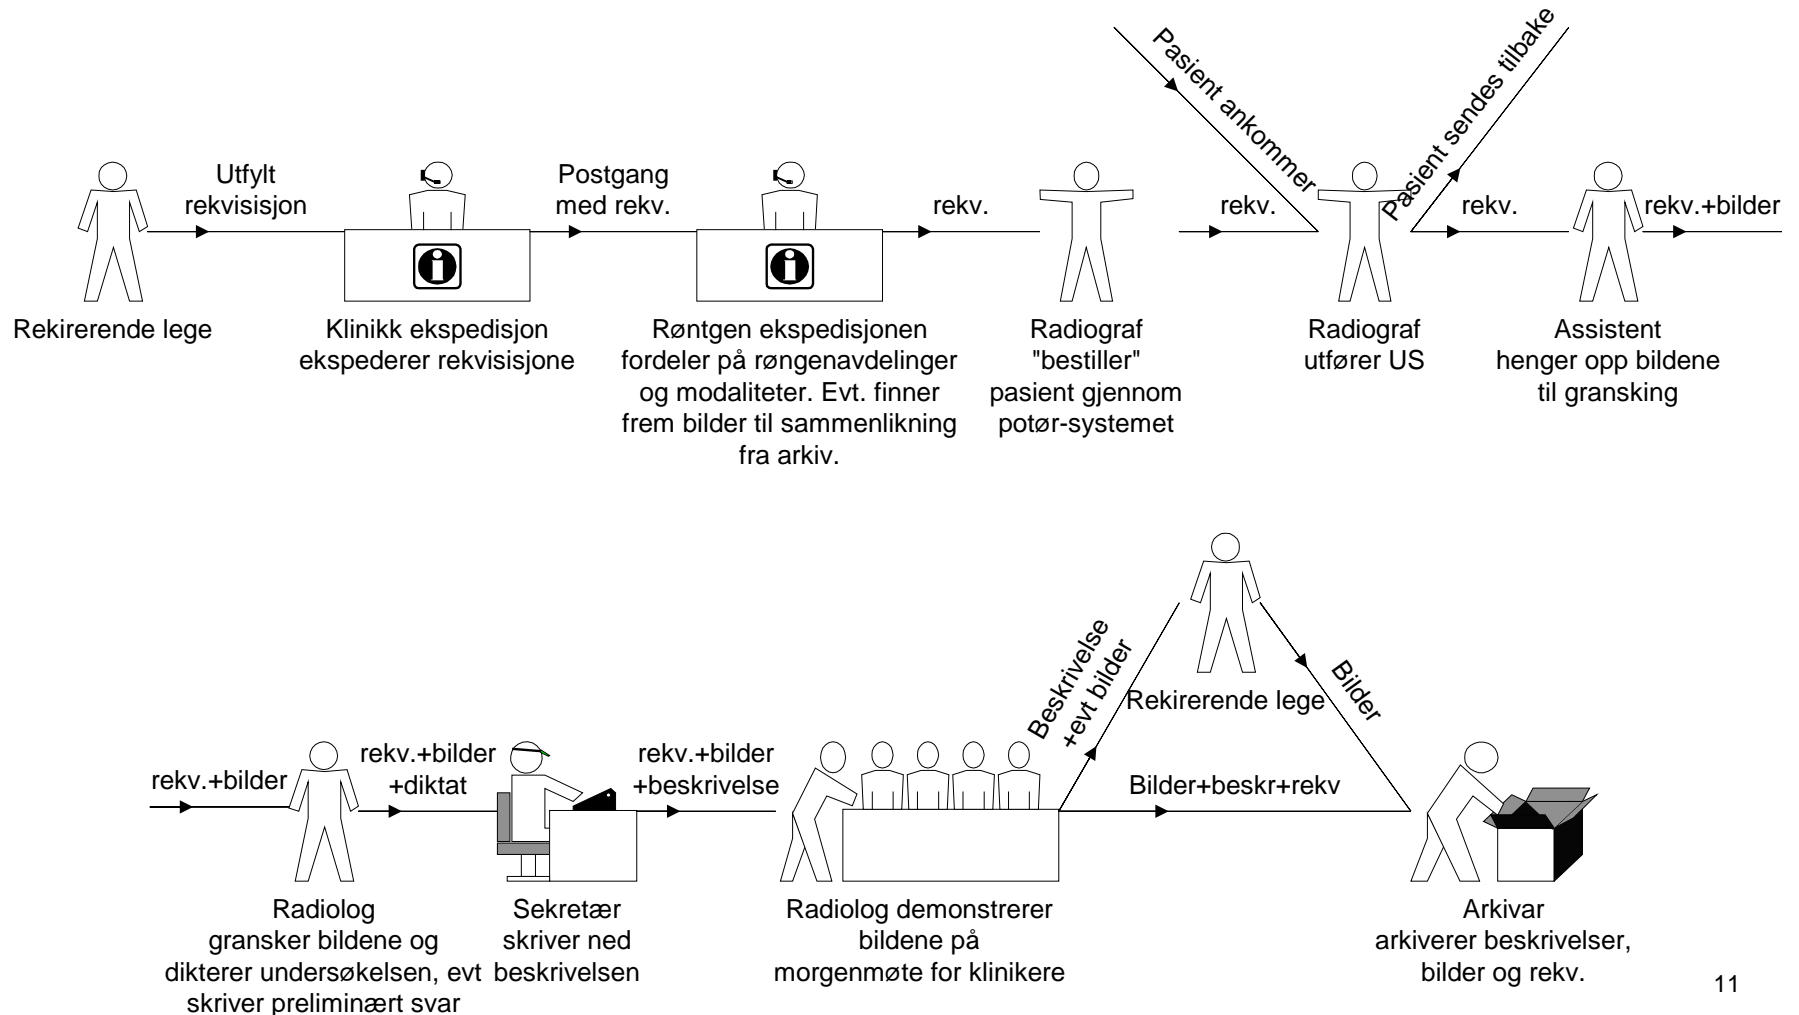 Pasient ankommer
Pasient sendes tilbake
Utfylt
rekvisisjon
Postgang
med rekv.
rekv.
rekv.
rekv.
rekv.+bilder
Rekirerende lege
Klinikk ekspedisjon
ekspederer rekvisisjone
Røntgen ekspedisjonen
fordeler på røngenavdelinger
og modaliteter. Evt. finner
frem bilder til sammenlikning
fra arkiv.
Radiograf
"bestiller"
pasient gjennom
potør-systemet
Radiograf
utfører US
Assistent
henger opp bildene
til gransking
rekv.+bilder
rekv.+bilder
+diktat
rekv.+bilder
+beskrivelse
Beskrivelse
+evt bilder
Rekirerende lege
Bilder
Bilder+beskr+rekv
Radiolog
gransker bildene og
dikterer undersøkelsen, evt
skriver preliminært svar
Sekretær
skriver ned
beskrivelsen
Radiolog demonstrerer
bildene på
morgenmøte for klinikere
Arkivar
arkiverer beskrivelser,
bilder og rekv.
11